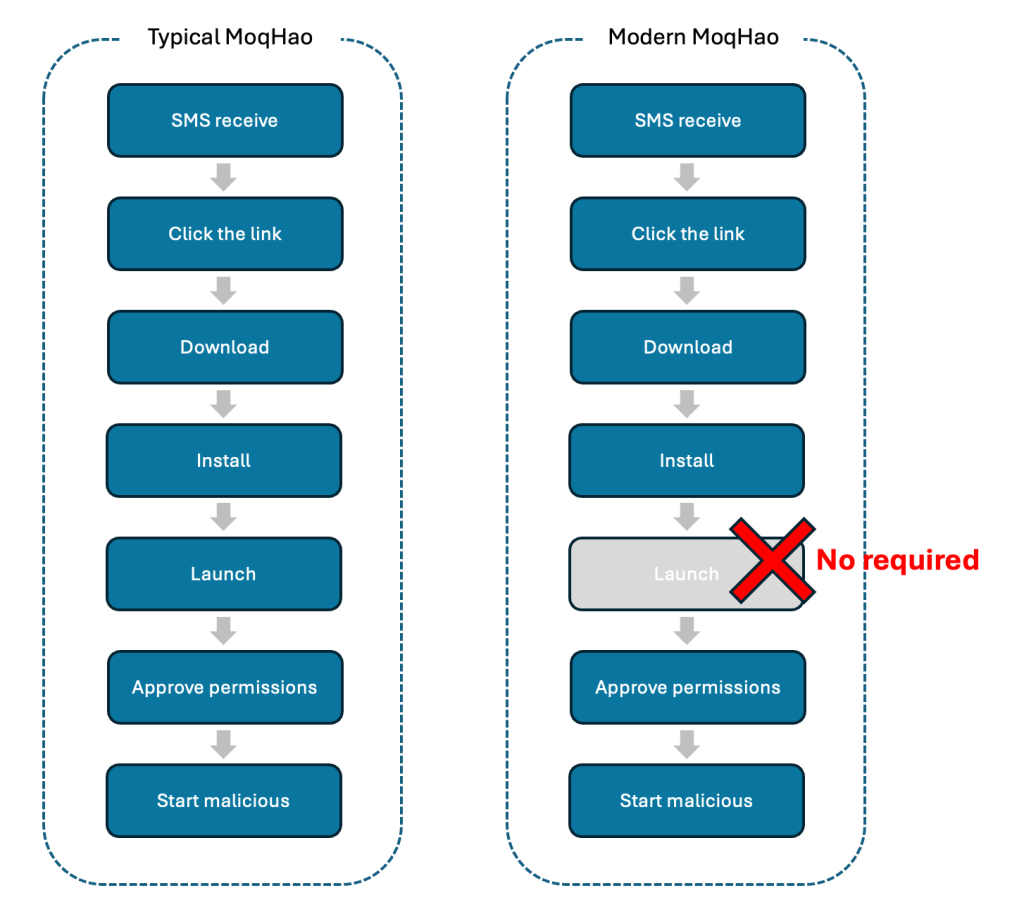 Typical MoqHao
SMS receive
Click the link
Download
Install
Launch
Approve permissions
Start malicious
Modern MoqHao
SMS receive
Click the link
Download
Install
Launch
No required
Approve permissions
Start malicious